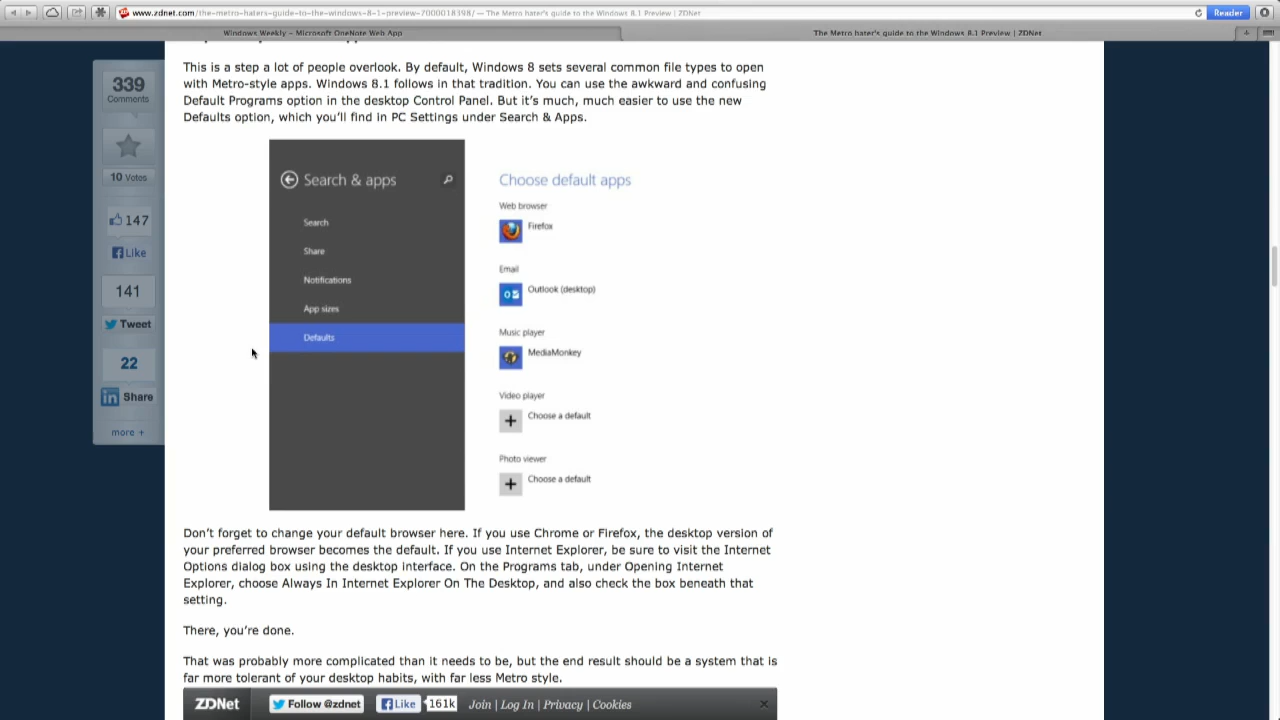 www.zdnet.com/the-metro-haters-guide-to-the-windows-8-1-preview-7000018398/ — The Metro hater's guide to the Windows 8.1 Preview | ZDNet
Reader
Windows Weekly – Microsoft OneNote Web App
The Metro hater's guide to the Windows 8.1 Preview | ZDNet
339
Comments
10 Votes
147
Like
141
Tweet
22
Share
more +
This is a step a lot of people overlook. By default, Windows 8 sets several common file types to open
with Metro-style apps. Windows 8.1 follows in that tradition. You can use the awkward and confusing
Default Programs option in the desktop Control Panel. But it's much, much easier to use the new
Defaults option, which you'll find in PC Settings under Search & Apps.
Search & apps
Search
Share
Notifications
App sizes
Defaults
Choose default apps
Web browser
Firefox
Email
Outlook (desktop)
Music player
MediaMonkey
Video player
Choose a default
Photo viewer
Choose a default
Don't forget to change your default browser here. If you use Chrome or Firefox, the desktop version of
your preferred browser becomes the default. If you use Internet Explorer, be sure to visit the Internet
Options dialog box using the desktop interface. On the Programs tab, under Opening Internet
Explorer, choose Always In Internet Explorer On The Desktop, and also check the box beneath that
setting.
There, you're done.
That was probably more complicated than it needs to be, but the end result should be a system that is
far more tolerant of your desktop habits, with far less Metro style.
ZDNet Follow @zdnet Like 161k Join | Log In | Privacy | Cookies